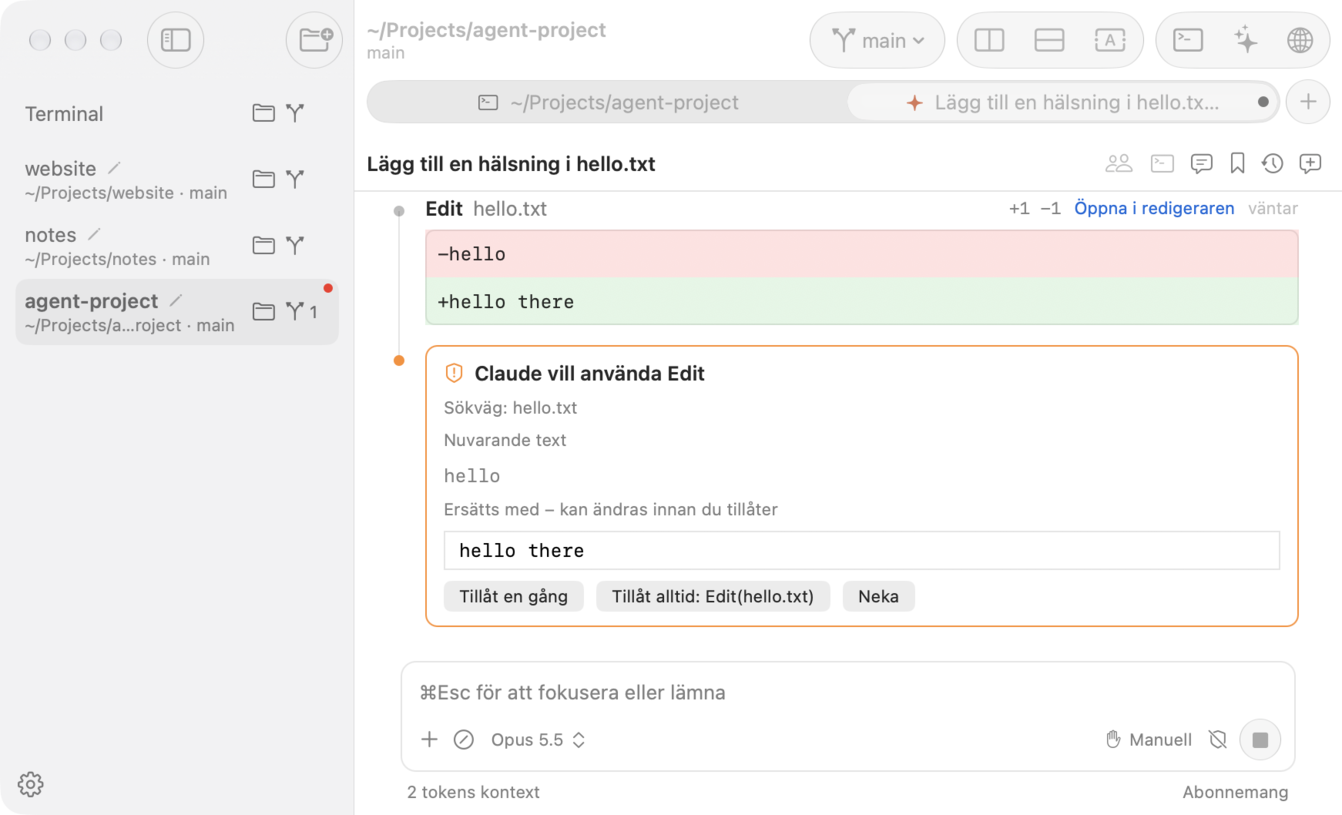 ~/Projects/agent-project
main
main
Terminal
~/Projects/agent-project
Lägg till en hälsning i hello.tx...
website
~/Projects/website · main
notes
~/Projects/notes · main
agent-project
1
~/Projects/a...roject · main
Lägg till en hälsning i hello.txt
Edit hello.txt
+1 −1 Öppna i redigeraren väntar
−hello
+hello there
Claude vill använda Edit
Sökväg: hello.txt
Nuvarande text
hello
Ersätts med – kan ändras innan du tillåter
hello there
Tillåt en gång
Tillåt alltid: Edit(hello.txt)
Neka
⌘Esc för att fokusera eller lämna
Opus 5.5
Manuell
2 tokens kontext
Abonnemang